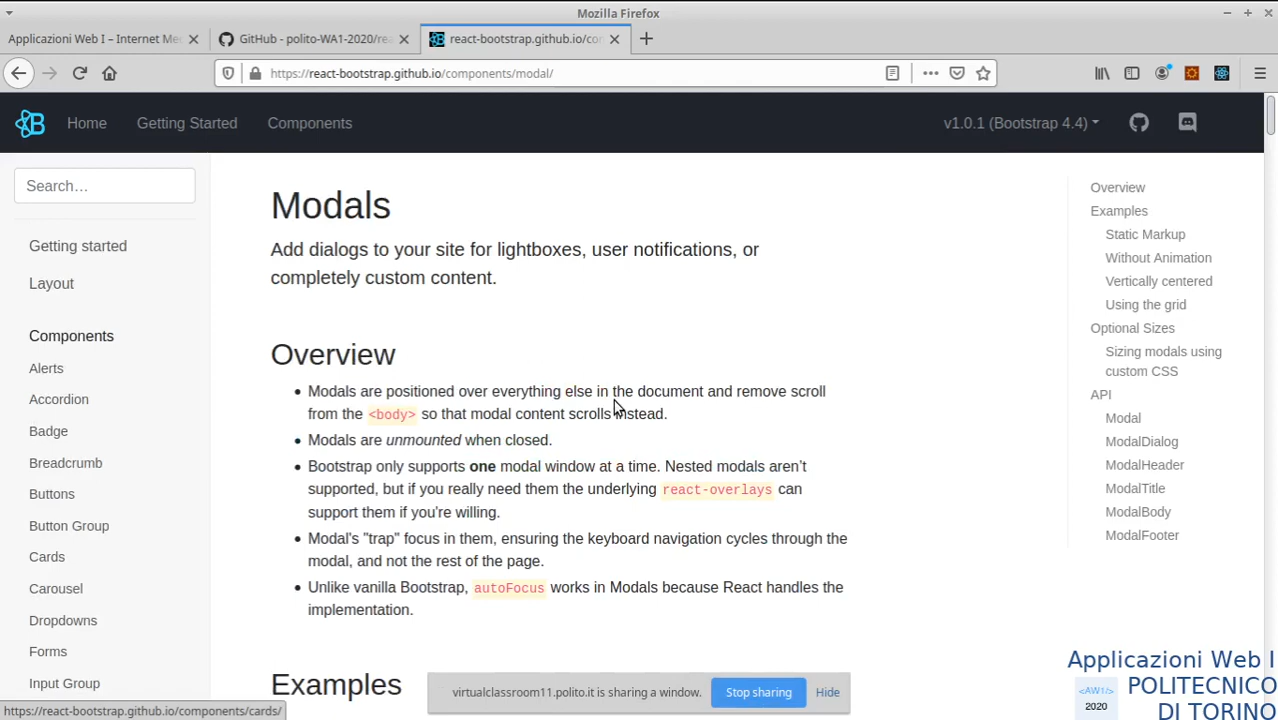 Mozilla Firefox
Applicazioni Web I – Internet Me
GitHub - polito-WA1-2020/rea
react-bootstrap.github.io/con
https://react-bootstrap.github.io/components/modal/
Home
Getting Started
Components
v1.0.1 (Bootstrap 4.4)
Search…
Getting started
Layout
Components
Alerts
Accordion
Badge
Breadcrumb
Buttons
Button Group
Cards
Carousel
Dropdowns
Forms
Input Group
Modals
Add dialogs to your site for lightboxes, user notifications, or
completely custom content.
Overview
• Modals are positioned over everything else in the document and remove scroll
from the <body> so that modal content scrolls instead.
• Modals are unmounted when closed.
• Bootstrap only supports one modal window at a time. Nested modals aren’t
supported, but if you really need them the underlying react-overlays can
support them if you’re willing.
• Modal's "trap" focus in them, ensuring the keyboard navigation cycles through the
modal, and not the rest of the page.
• Unlike vanilla Bootstrap, autoFocus works in Modals because React handles the
implementation.
Examples
Overview
Examples
Static Markup
Without Animation
Vertically centered
Using the grid
Optional Sizes
Sizing modals using
custom CSS
API
Modal
ModalDialog
ModalHeader
ModalTitle
ModalBody
ModalFooter
virtualclassroom11.polito.it is sharing a window.
Stop sharing
Hide
https://react-bootstrap.github.io/components/cards/
Applicazioni Web I
<AW1/>
2020
POLITECNICO
DI TORINO